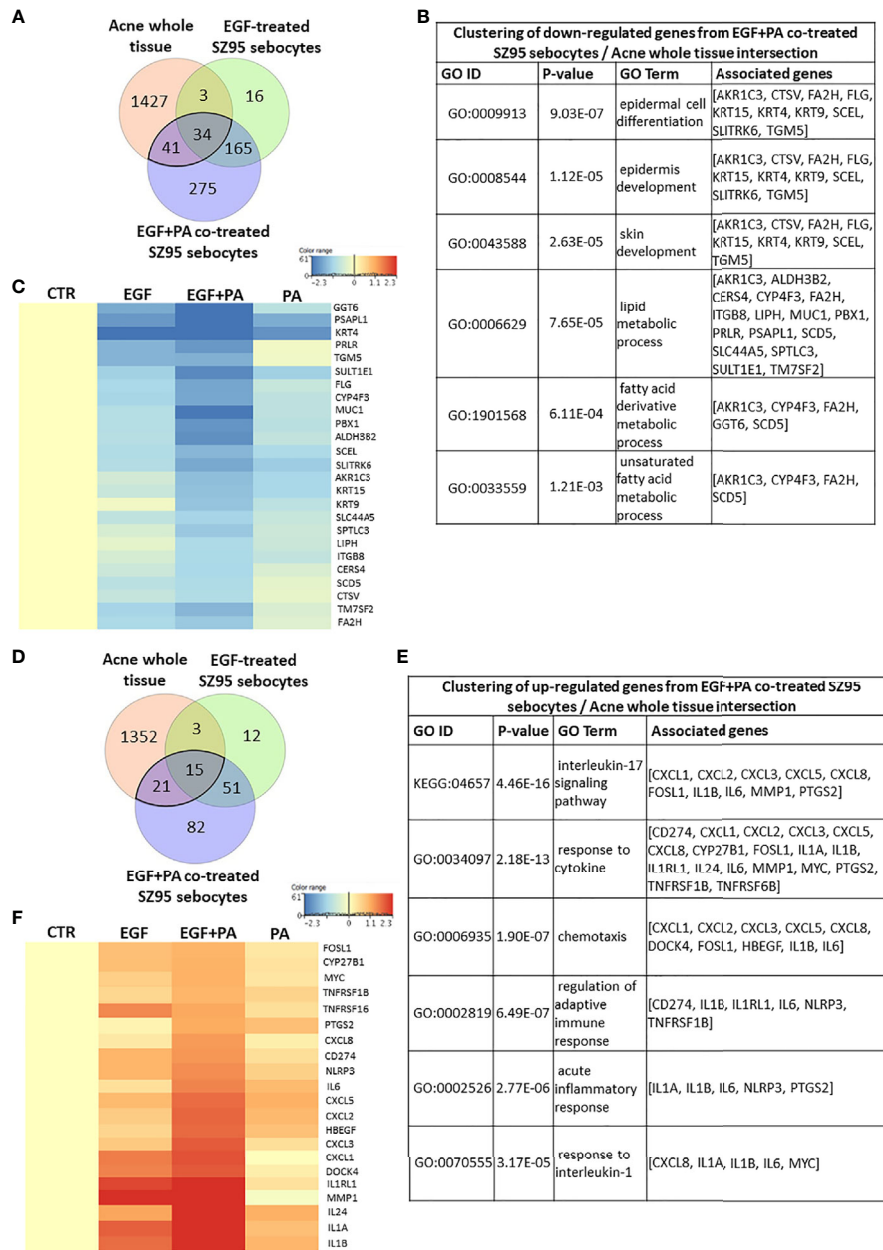 A
Acne whole
tissue
EGF-treated
SZ95 sebocytes
1427
3
16
34
41
165
275
EGF+PA co-treated
SZ95 sebocytes
B
Clustering of down-regulated genes from EGF+PA co-treated
SZ95 sebocytes / Acne whole tissue intersection
GO ID P-value GO Term Associated genes
GO:0009913 9.03E-07 epidermal cell differentiation [AKR1C3, CTSV, FA2H, FLG, KRT15, KRT4, KRT9, SCEL, SLITRK6, TGM5]
GO:0008544 1.12E-05 epidermis development [AKR1C3, CTSV, FA2H, FLG, KRT15, KRT4, KRT9, SCEL, SLITRK6, TGM5]
GO:0043588 2.63E-05 skin development [AKR1C3, CTSV, FA2H, FLG, KRT15, KRT4, KRT9, SCEL, TGM5]
GO:0006629 7.65E-05 lipid metabolic process [AKR1C3, ALDH3B2, CERS4, CYP4F3, FA2H, ITGB8, LIPH, MUC1, PBX1, PRLR, PSAPL1, SCD5, SLC44A5, SPTLC3, SULT1E1, TM7SF2]
GO:1901568 6.11E-04 fatty acid derivative metabolic process [AKR1C3, CYP4F3, FA2H, GGT6, SCD5]
GO:0033559 1.21E-03 unsaturated fatty acid metabolic process [AKR1C3, CYP4F3, FA2H, SCD5]
Color range
61
-2.3 0 1.1 2.3
C
CTR EGF EGF+PA PA
GGT6
PSAPL1
KRT4
PRLR
TGM5
SULT1E1
FLG
CYP4F3
MUC1
PBX1
ALDH3B2
SCEL
SLITRK6
AKR1C3
KRT15
KRT9
SLC44A5
SPTLC3
LIPH
ITGB8
CERS4
SCD5
CTSV
TM7SF2
FA2H
D
Acne whole
tissue
EGF-treated
SZ95 sebocytes
1352
3
12
15
21
51
82
EGF+PA co-treated
SZ95 sebocytes
E
Clustering of up-regulated genes from EGF+PA co-treated SZ95
sebocytes / Acne whole tissue intersection
GO ID P-value GO Term Associated genes
KEGG:04657 4.46E-16 interleukin-17 signaling pathway [CXCL1, CXCL2, CXCL3, CXCL5, CXCL8, FOSL1, IL1B, IL6, MMP1, PTGS2]
GO:0034097 2.18E-13 response to cytokine [CD274, CXCL1, CXCL2, CXCL3, CXCL5, CXCL8, CYP27B1, FOSL1, IL1A, IL1B, IL1RL1, IL24, IL6, MMP1, MYC, PTGS2, TNFRSF1B, TNFRSF6B]
GO:0006935 1.90E-07 chemotaxis [CXCL1, CXCL2, CXCL3, CXCL5, CXCL8, DOCK4, FOSL1, HBEGF, IL1B, IL6]
GO:0002819 6.49E-07 regulation of adaptive immune response [CD274, IL1B, IL1RL1, IL6, NLRP3, TNFRSF1B]
GO:0002526 2.77E-06 acute inflammatory response [IL1A, IL1B, IL6, NLRP3, PTGS2]
GO:0070555 3.17E-05 response to interleukin-1 [CXCL8, IL1A, IL1B, IL6, MYC]
Color range
61
-2.3 0 1.1 2.3
F
CTR EGF EGF+PA PA
FOSL1
CYP27B1
MYC
TNFRSF1B
TNFRSF16
PTGS2
CXCL8
CD274
NLRP3
IL6
CXCL5
CXCL2
HBEGF
CXCL3
CXCL1
DOCK4
IL1RL1
MMP1
IL24
IL1A
IL1B